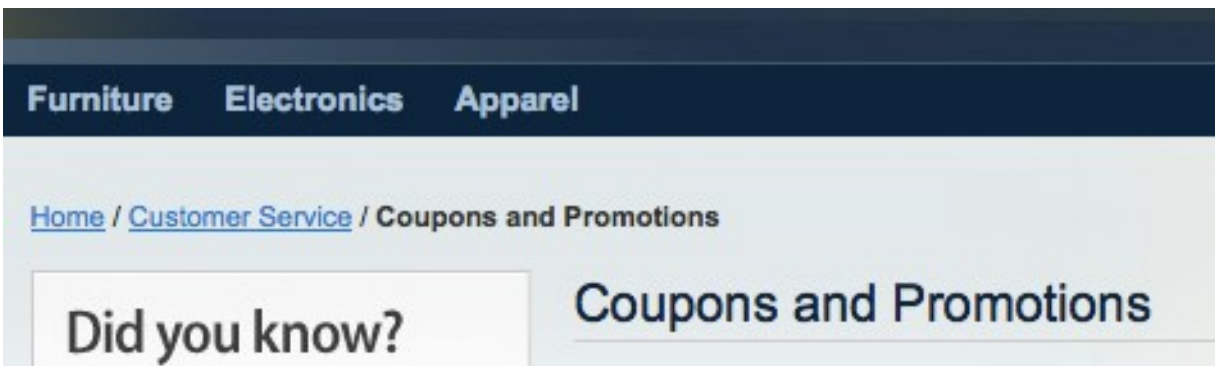 Furniture Electronics Apparel
Home / Customer Service / Coupons and Promotions
Did you know?
Coupons and Promotions